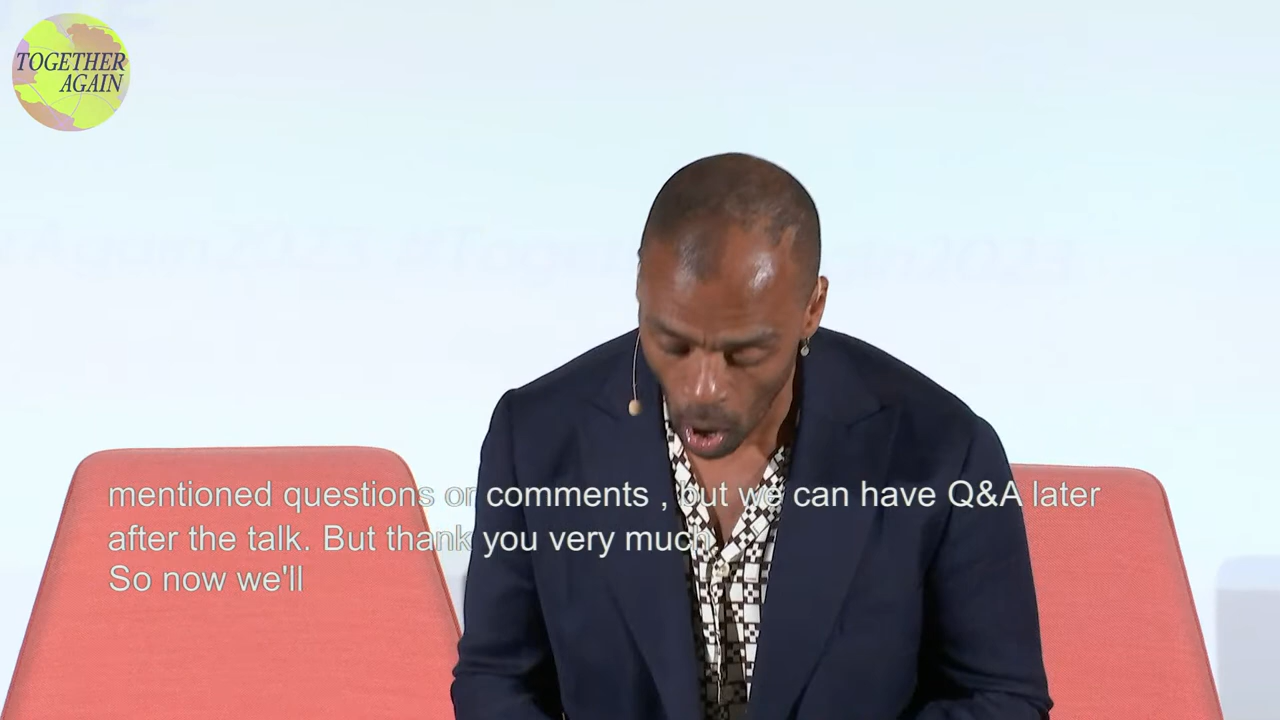 TOGETHER
AGAIN
mentioned questions or comments , but we can have Q&A later
after the talk. But thank you very much
So now we'll